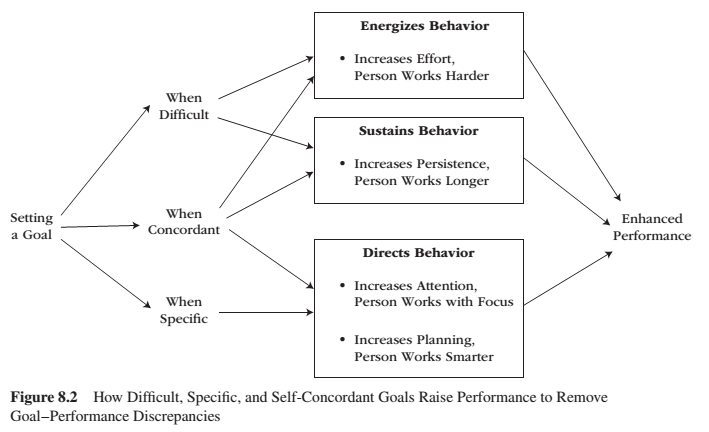 Energizes Behavior
• Increases Effort,
Person Works Harder
When
Difficult
Sustains Behavior
• Increases Persistence,
Person Works Longer
Setting
a Goal
When
Concordant
Enhanced
Performance
Directs Behavior
• Increases Attention,
Person Works with Focus
When
Specific
• Increases Planning,
Person Works Smarter
Figure 8.2 How Difficult, Specific, and Self-Concordant Goals Raise Performance to Remove
Goal–Performance Discrepancies